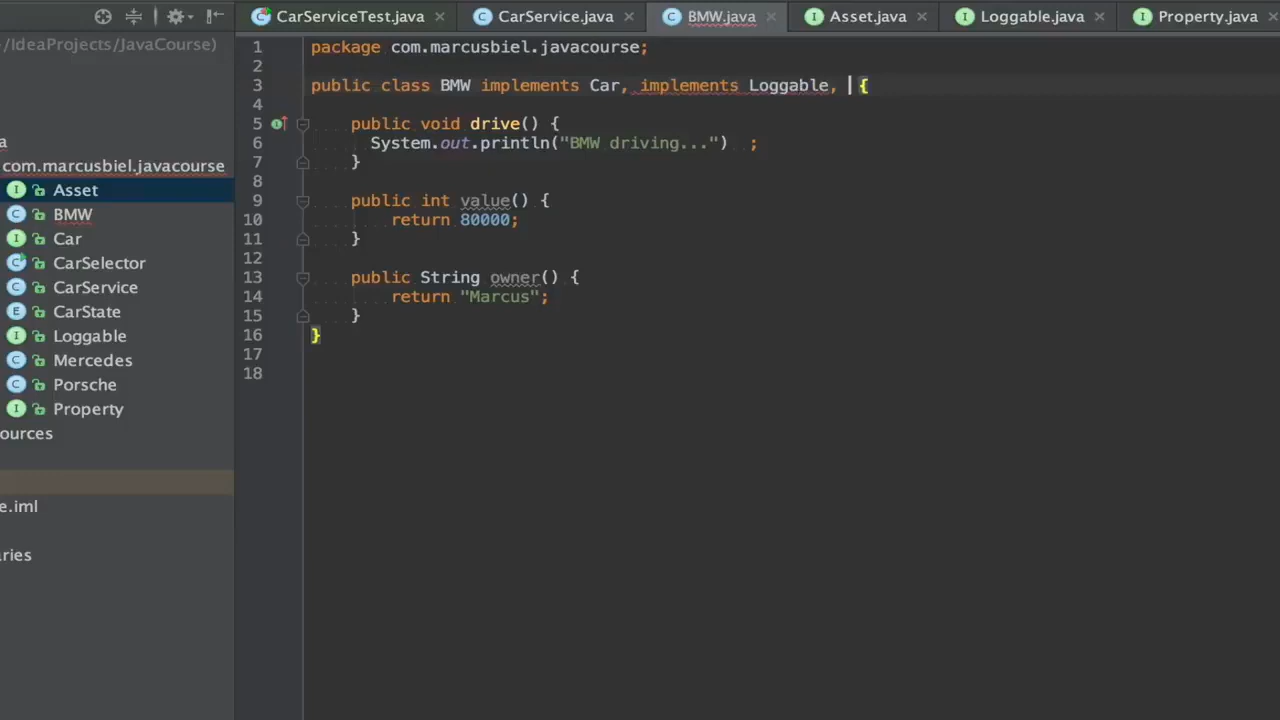 CarServiceTest.java × CarService.java × BMW.java × Asset.java × Loggable.java × Property.java ×
/IdeaProjects/JavaCourse)
a
com.marcusbiel.javacourse
I Asset
C BMW
I Car
C CarSelector
C CarService
E CarState
I Loggable
C Mercedes
C Porsche
I Property
ources
e.iml
aries
1 package com.marcusbiel.javacourse;
2
3 public class BMW implements Car, implements Loggable, {
4
5 public void drive() {
6 System.out.println("BMW driving...") ;
7 }
8
9 public int value() {
10 return 80000;
11 }
12
13 public String owner() {
14 return "Marcus";
15 }
16 }
17
18